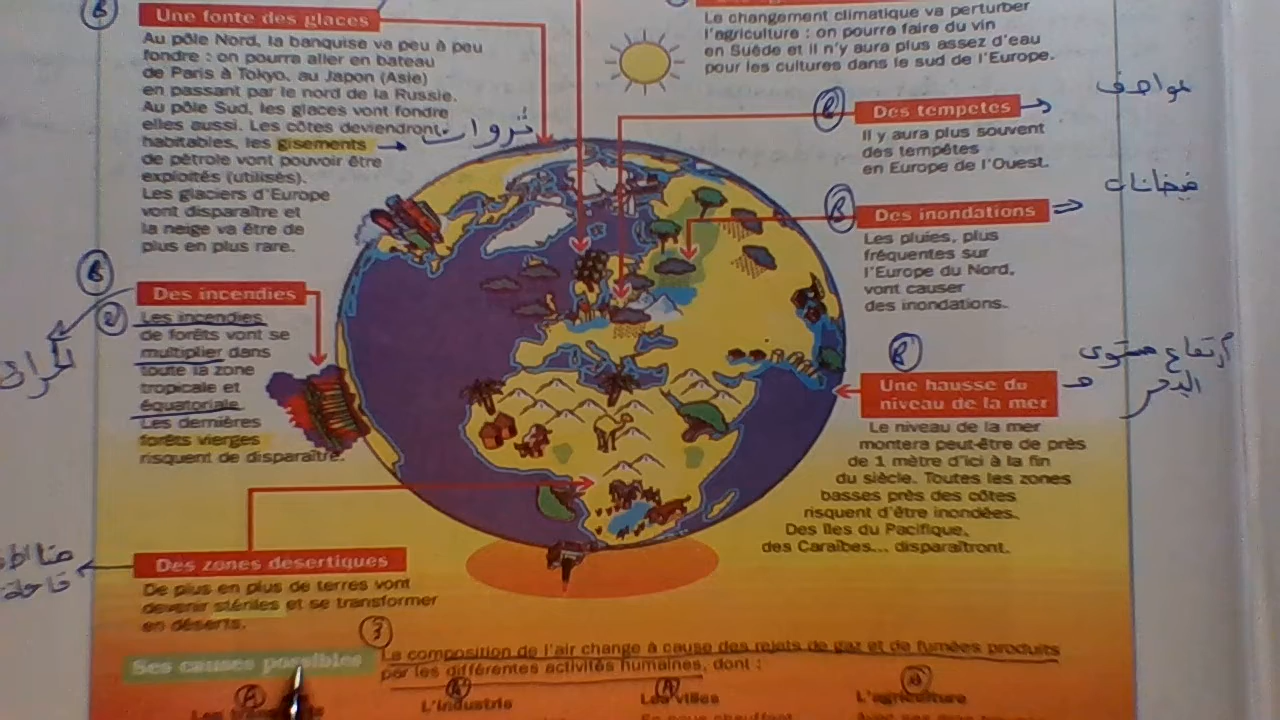 Une fonte des glaces
Au pôle Nord, la banquise va peu à peu
fondre : on pourra aller en bateau
de Paris à Tokyo, au Japon (Asie)
en passant par le nord de la Russie.
Au pôle Sud, les glaces vont fondre
elles aussi. Les côtes deviendront
habitables, les gisements
de pétrole vont pouvoir être
exploités (utilisés).
Les glaciers d'Europe
vont disparaître et
la neige va être de
plus en plus rare.
ثروات
Le changement climatique va perturber
l'agriculture : on pourra faire du vin
en Suède et il n'y aura plus assez d'eau
pour les cultures dans le sud de l'Europe.
Des tempêtes
عواصف
Il y aura plus souvent
des tempêtes
en Europe de l'Ouest.
Des inondations
Les pluies, plus
fréquentes sur
l'Europe du Nord,
vont causer
des inondations.
B
Des incendies
Les incendies
de forêts vont se
multiplier dans
toute la zone
tropicale et
équatoriale.
Les dernières
forêts vierges
risquent de disparaître.
Une hausse du
niveau de la mer
أرتفاع مستوى
البحر
Le niveau de la mer
montera peut-être de près
de 1 mètre d'ici à la fin
du siècle. Toutes les zones
basses près des côtes
risquent d'être inondées.
Des îles du Pacifique,
des Caraïbes... disparaîtront.
Des zones désertiques
De plus en plus de terres vont
devenir stériles et se transformer
en déserts.
Ses causes possibles
3
La composition de l'air change à cause des rejets de gaz et de fumées produits
par les différentes activités humaines, dont :
L'industrie
Les villes
L'agriculture